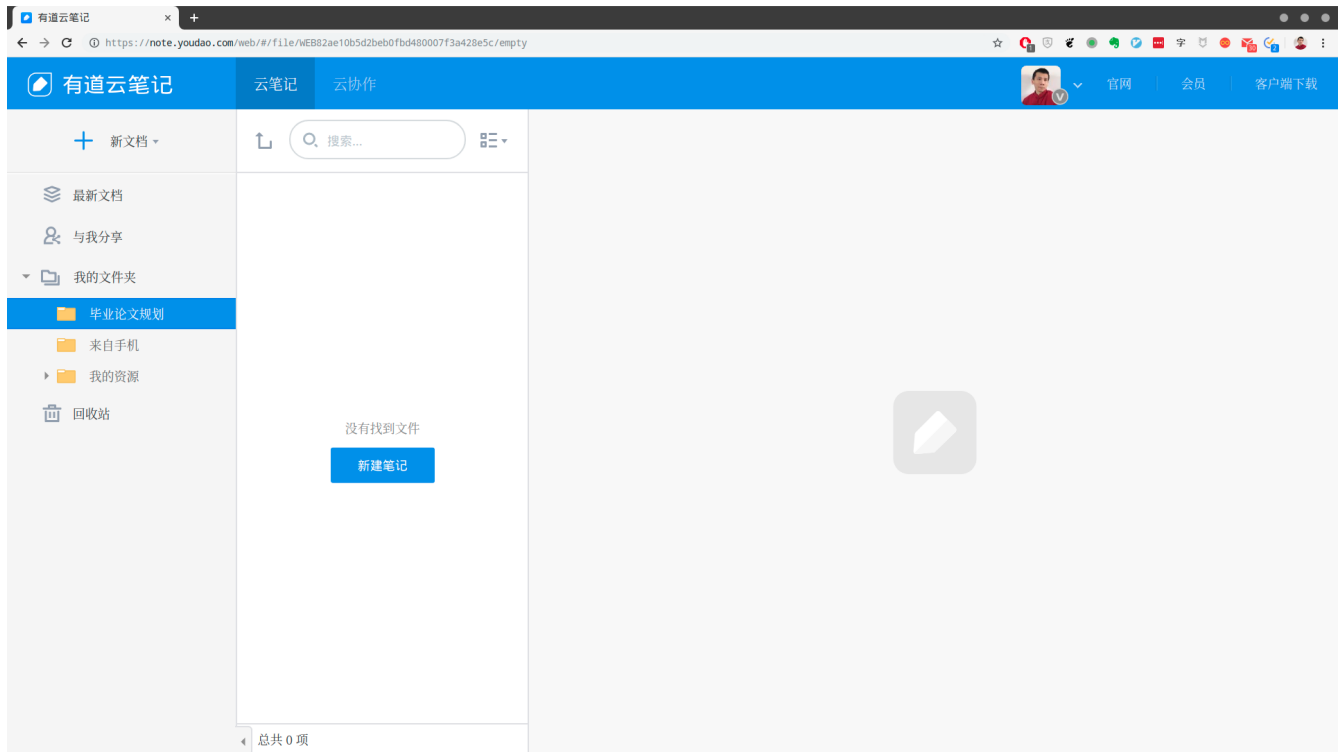 有道云笔记
https://note.youdao.com/web/#/file/WEB82ae10b5d2beb0fbd480007f3a428e5c/empty
有道云笔记 云笔记 云协作 官网 会员 客户端下载
新文档 搜索...
最新文档
与我分享
我的文件夹
毕业论文规划
来自手机
我的资源
回收站
没有找到文件
新建笔记
总共 0 项